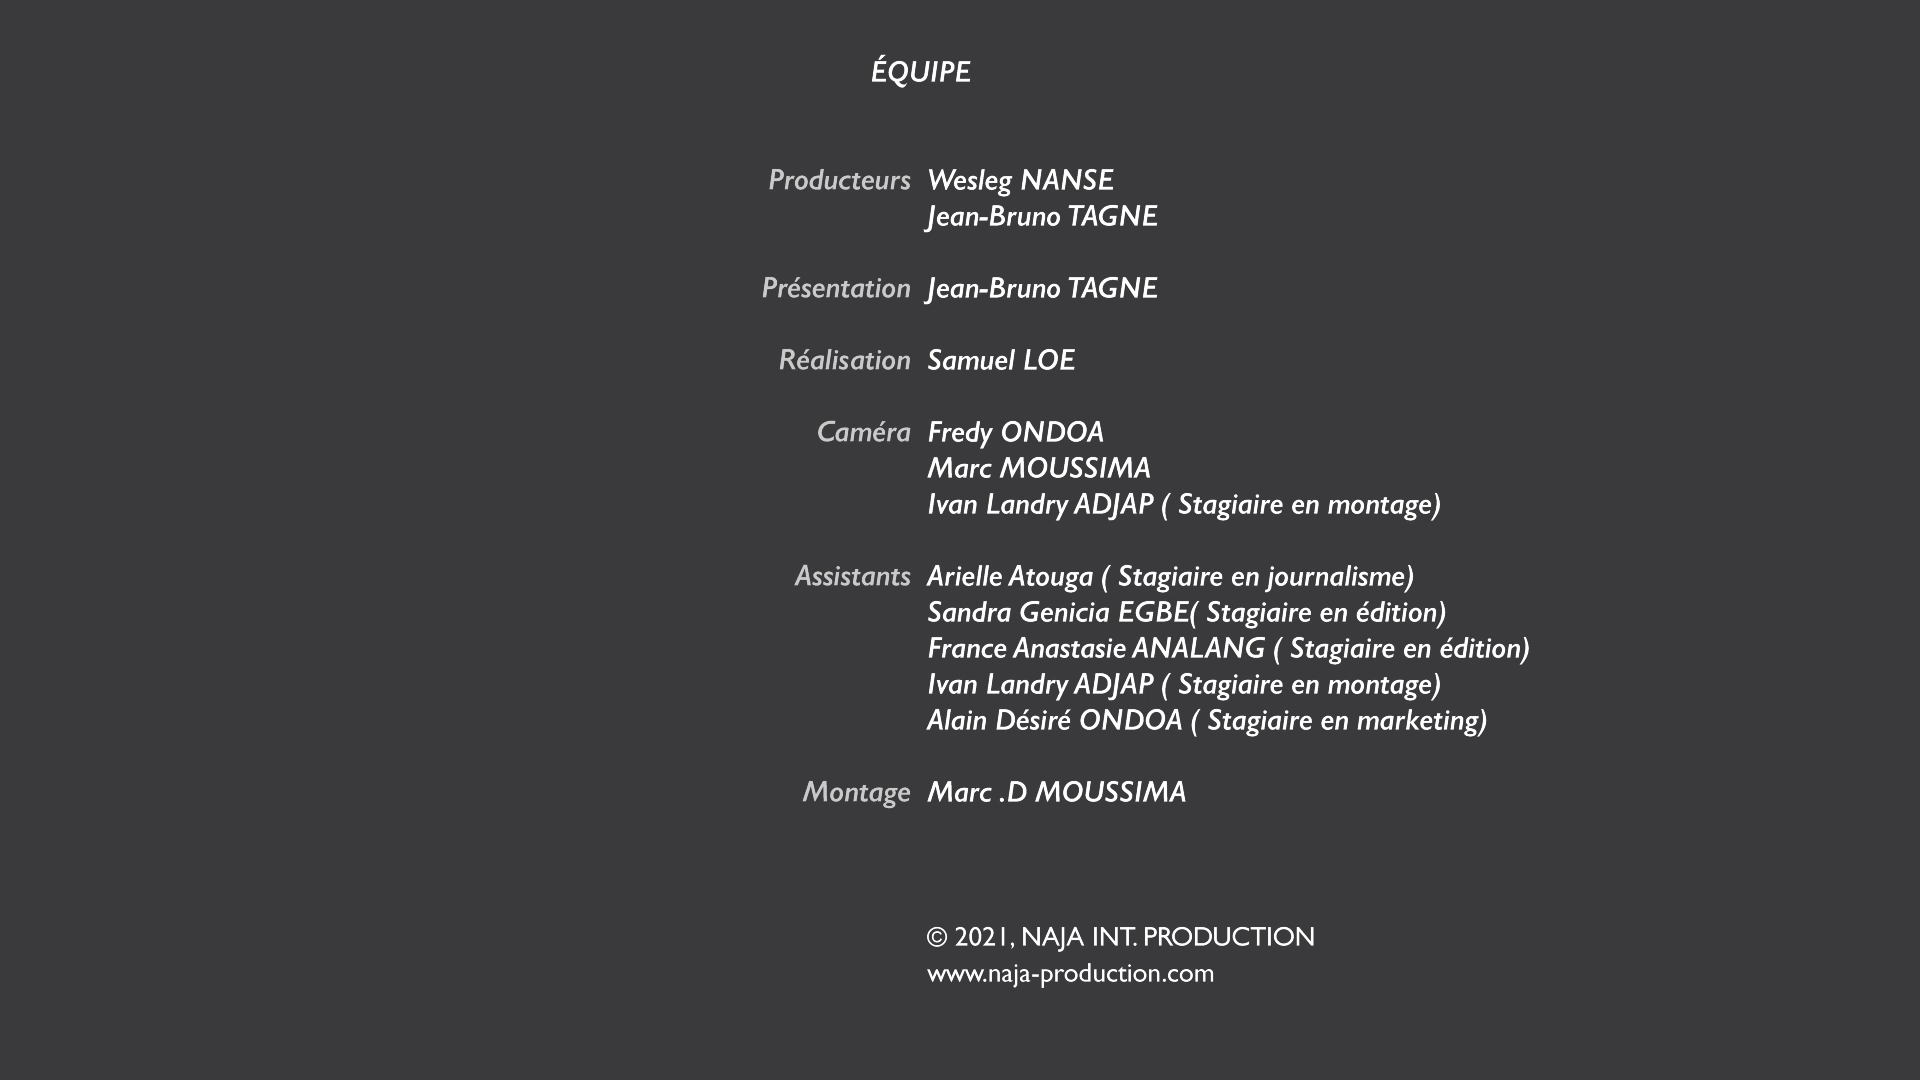 ÉQUIPE
Producteurs Wesleg NANSE
Jean-Bruno TAGNE
Présentation Jean-Bruno TAGNE
Réalisation Samuel LOE
Caméra Fredy ONDOA
Marc MOUSSIMA
Ivan Landry ADJAP ( Stagiaire en montage)
Assistants Arielle Atouga ( Stagiaire en journalisme)
Sandra Genicia EGBE( Stagiaire en édition)
France Anastasie ANALANG ( Stagiaire en édition)
Ivan Landry ADJAP ( Stagiaire en montage)
Alain Désiré ONDOA ( Stagiaire en marketing)
Montage Marc .D MOUSSIMA
© 2021, NAJA INT. PRODUCTION
www.naja-production.com